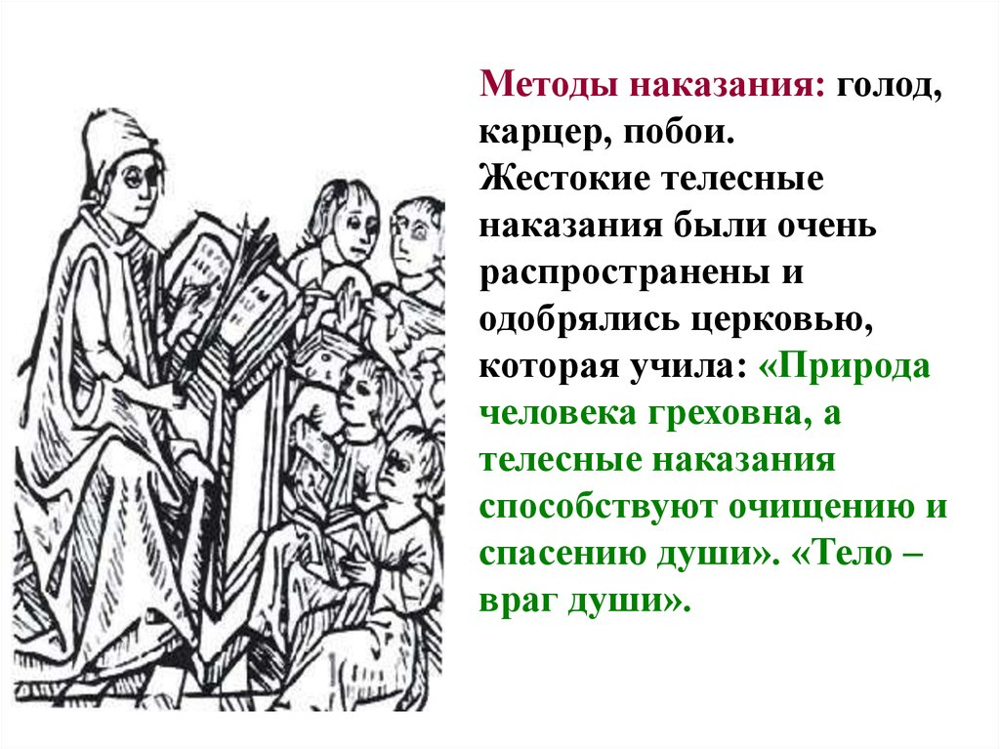 Методы наказания: голод,
карцер, побои.
Жестокие телесные
наказания были очень
распространены и
одобрялись церковью,
которая учила: «Природа
человека греховна, а
телесные наказания
способствуют очищению и
спасению души». «Тело –
враг души».